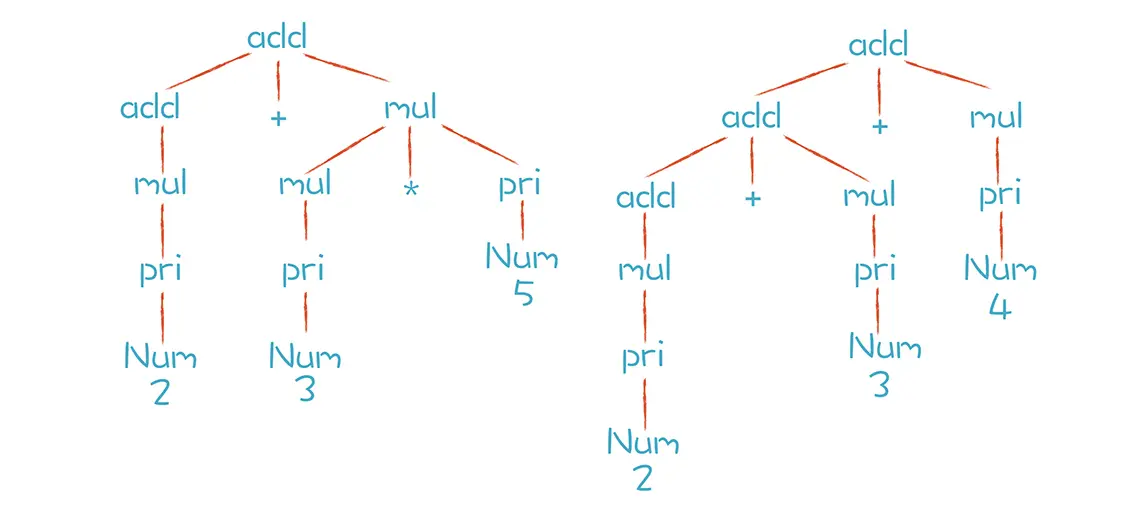 add
add + mul
mul mul * pri
pri pri Num
5
Num Num
2 3
add
add + mul
add + mul pri
mul pri Num
4
pri Num
3
Num
2